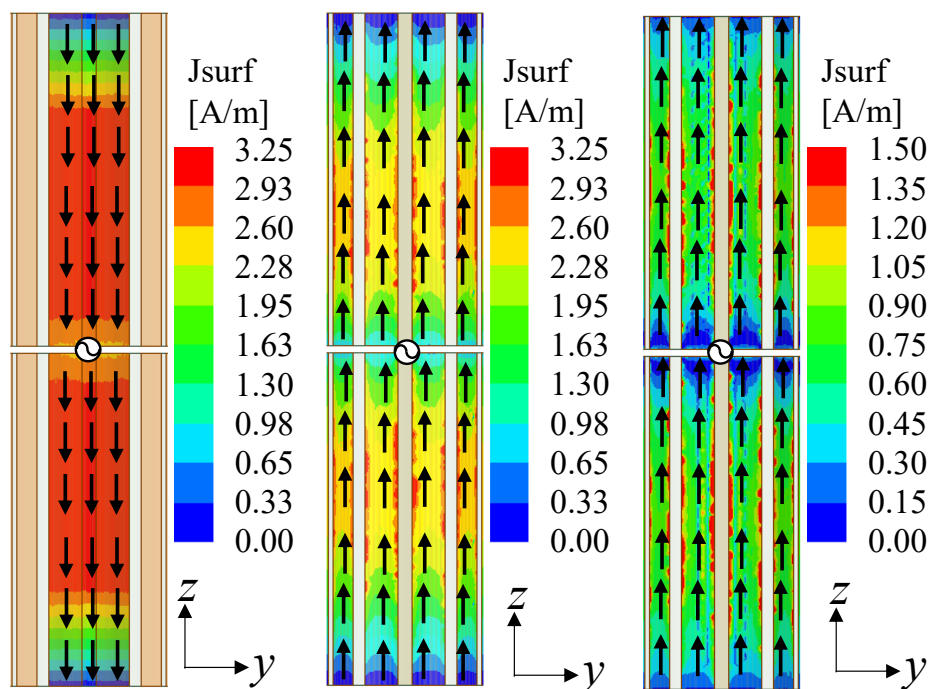 Jsurf
[A/m]
3.25
2.93
2.60
2.28
1.95
1.63
1.30
0.98
0.65
0.33
0.00
z
y
Jsurf
[A/m]
3.25
2.93
2.60
2.28
1.95
1.63
1.30
0.98
0.65
0.33
0.00
z
y
Jsurf
[A/m]
1.50
1.35
1.20
1.05
0.90
0.75
0.60
0.45
0.30
0.15
0.00
z
y